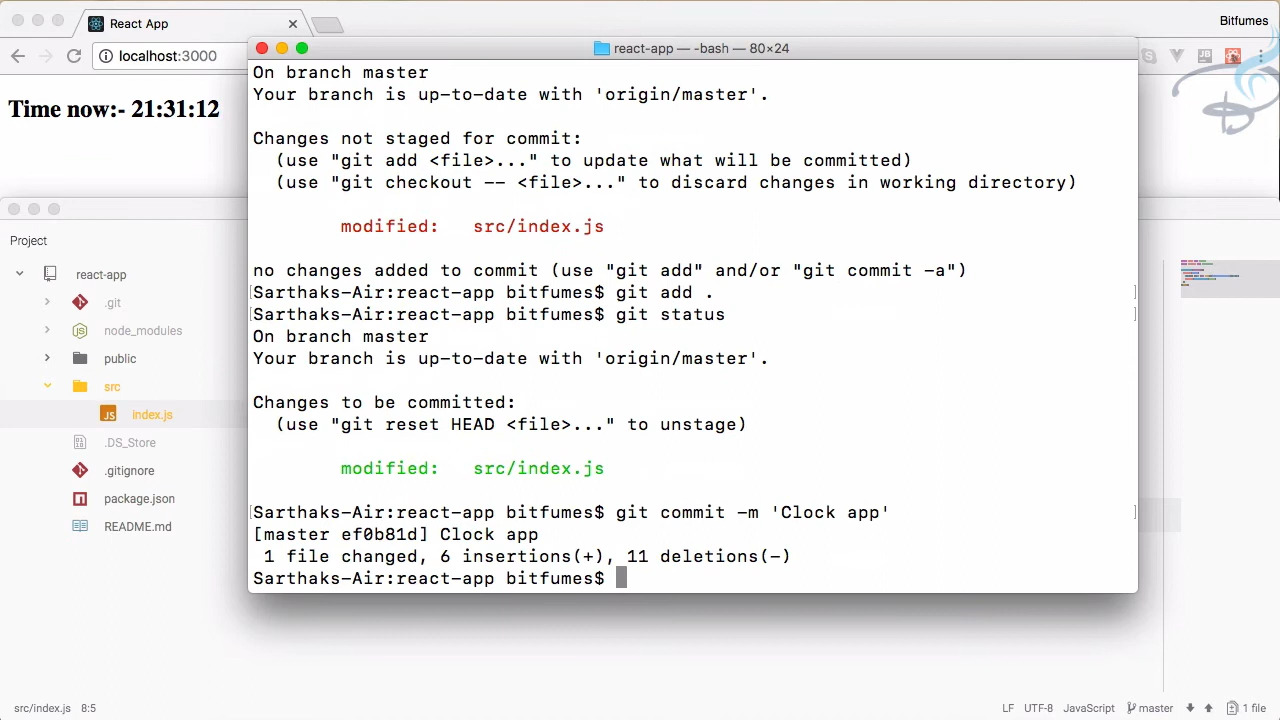 React App
Bitfumes
localhost:3000
Time now:- 21:31:12
react-app — -bash — 80×24
On branch master
Your branch is up-to-date with 'origin/master'.
Changes not staged for commit:
(use "git add <file>..." to update what will be committed)
(use "git checkout -- <file>..." to discard changes in working directory)
modified: src/index.js
no changes added to commit (use "git add" and/or "git commit -a")
[Sarthaks-Air:react-app bitfumes$ git add . ]
[Sarthaks-Air:react-app bitfumes$ git status ]
On branch master
Your branch is up-to-date with 'origin/master'.
Changes to be committed:
(use "git reset HEAD <file>..." to unstage)
modified: src/index.js
[Sarthaks-Air:react-app bitfumes$ git commit -m 'Clock app' ]
[master ef0b81d] Clock app
1 file changed, 6 insertions(+), 11 deletions(-)
Sarthaks-Air:react-app bitfumes$
Project
react-app
.git
node_modules
public
src
JS index.js
.DS_Store
.gitignore
package.json
README.md
src/index.js 8:5
LF UTF-8 JavaScript master 1 file